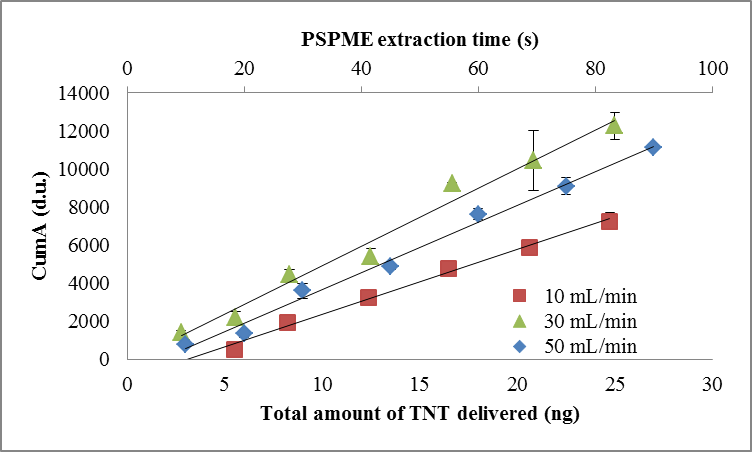 PSPME extraction time (s)
0 20 40 60 80 100
14000
12000
10000
8000
6000
4000
2000
0
CumA (d.u.)
10 mL/min
30 mL/min
50 mL/min
0 5 10 15 20 25 30
Total amount of TNT delivered (ng)